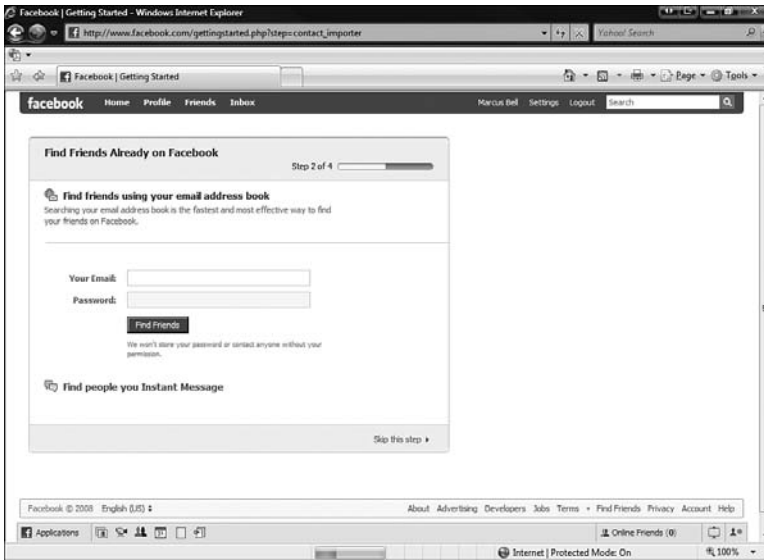 Facebook | Getting Started - Windows Internet Explorer
http://www.facebook.com/gettingstarted.php?step=contact_importer
Yahoo! Search
Facebook | Getting Started
Page
Tools
facebook Home Profile Friends Inbox Marcus Bell Settings Logout Search
Find Friends Already on Facebook
Step 2 of 4
Find friends using your email address book
Searching your email address book is the fastest and most effective way to find
your friends on Facebook.
Your Email:
Password:
Find Friends
We won't store your password or contact anyone without your
permission.
Find people you Instant Message
Skip this step
Facebook © 2008 English (US) About Advertising Developers Jobs Terms • Find Friends Privacy Account Help
Applications Online Friends (0)
Internet | Protected Mode: On 100%